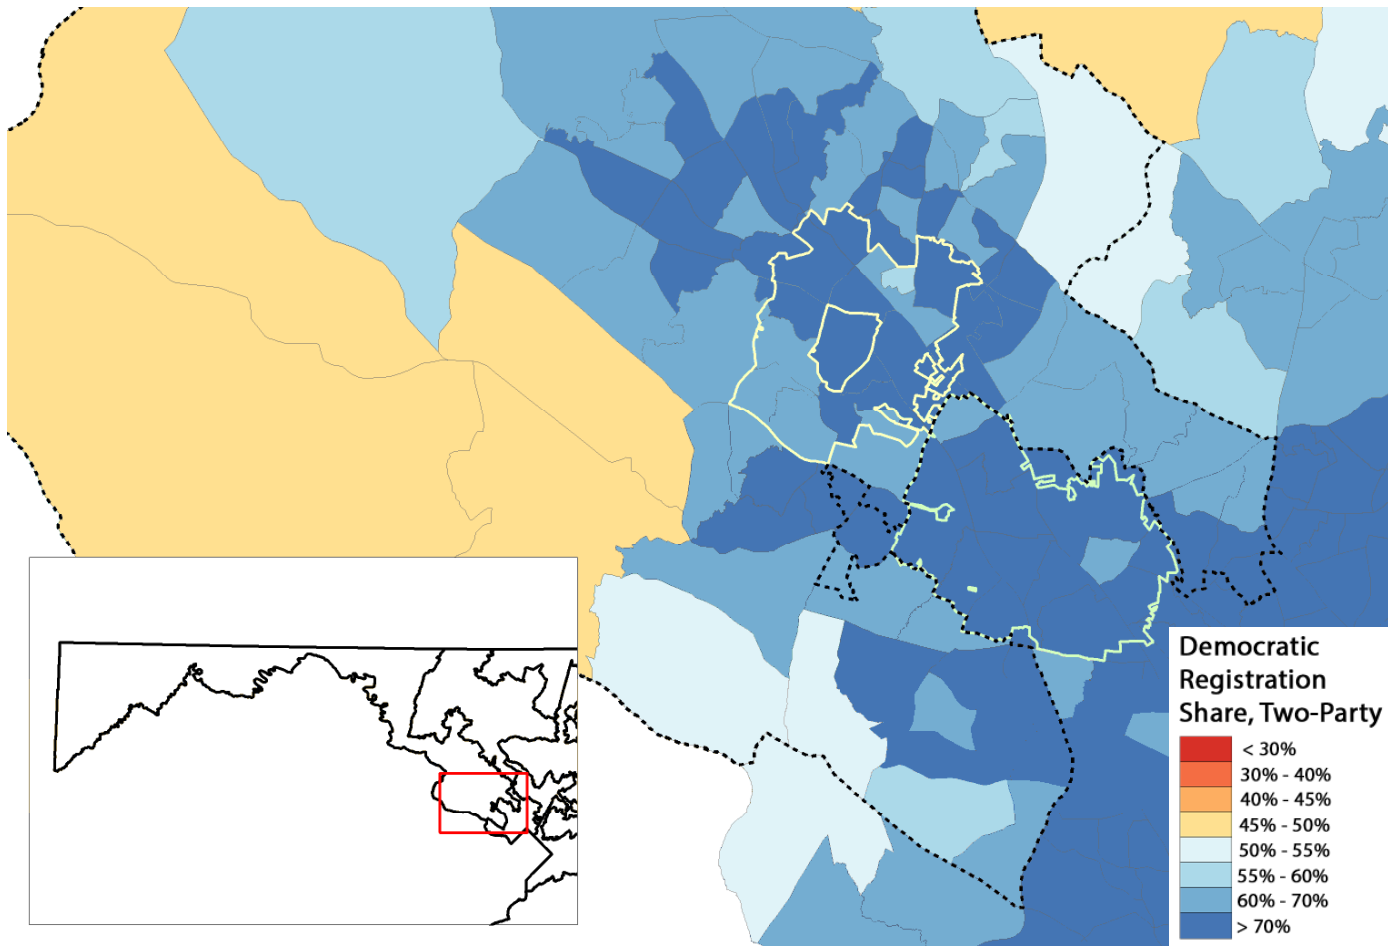 Democratic
Registration
Share, Two-Party
< 30%
30% - 40%
40% - 45%
45% - 50%
50% - 55%
55% - 60%
60% - 70%
> 70%